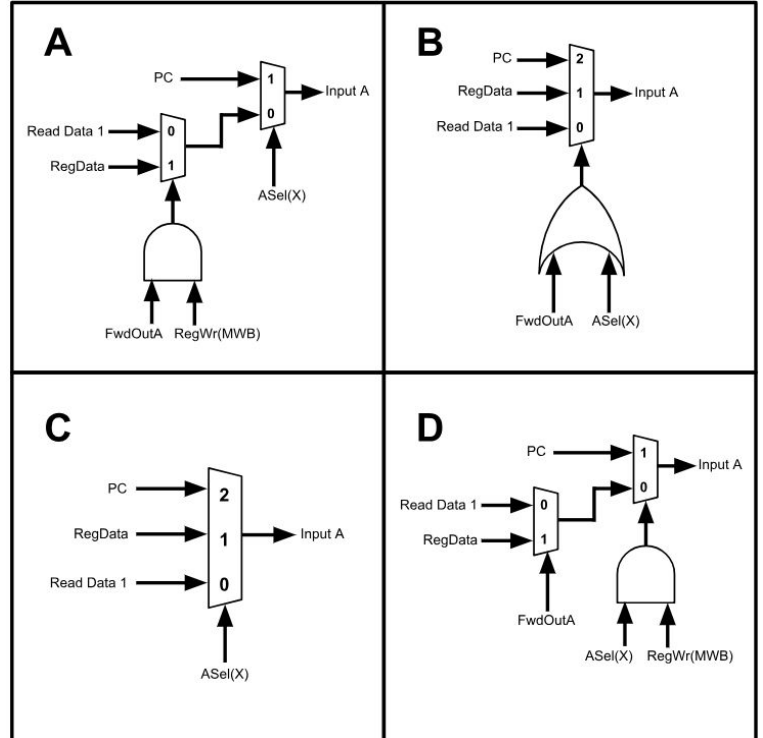 A
PC
1
Input A
0
Read Data 1
0
RegData
1
ASel(X)
FwdOutA RegWr(MWB)
B
PC
2
RegData
1
Input A
Read Data 1
0
FwdOutA ASel(X)
C
PC
2
RegData
1
Input A
Read Data 1
0
ASel(X)
D
PC
1
Input A
0
Read Data 1
0
RegData
1
FwdOutA
ASel(X) RegWr(MWB)